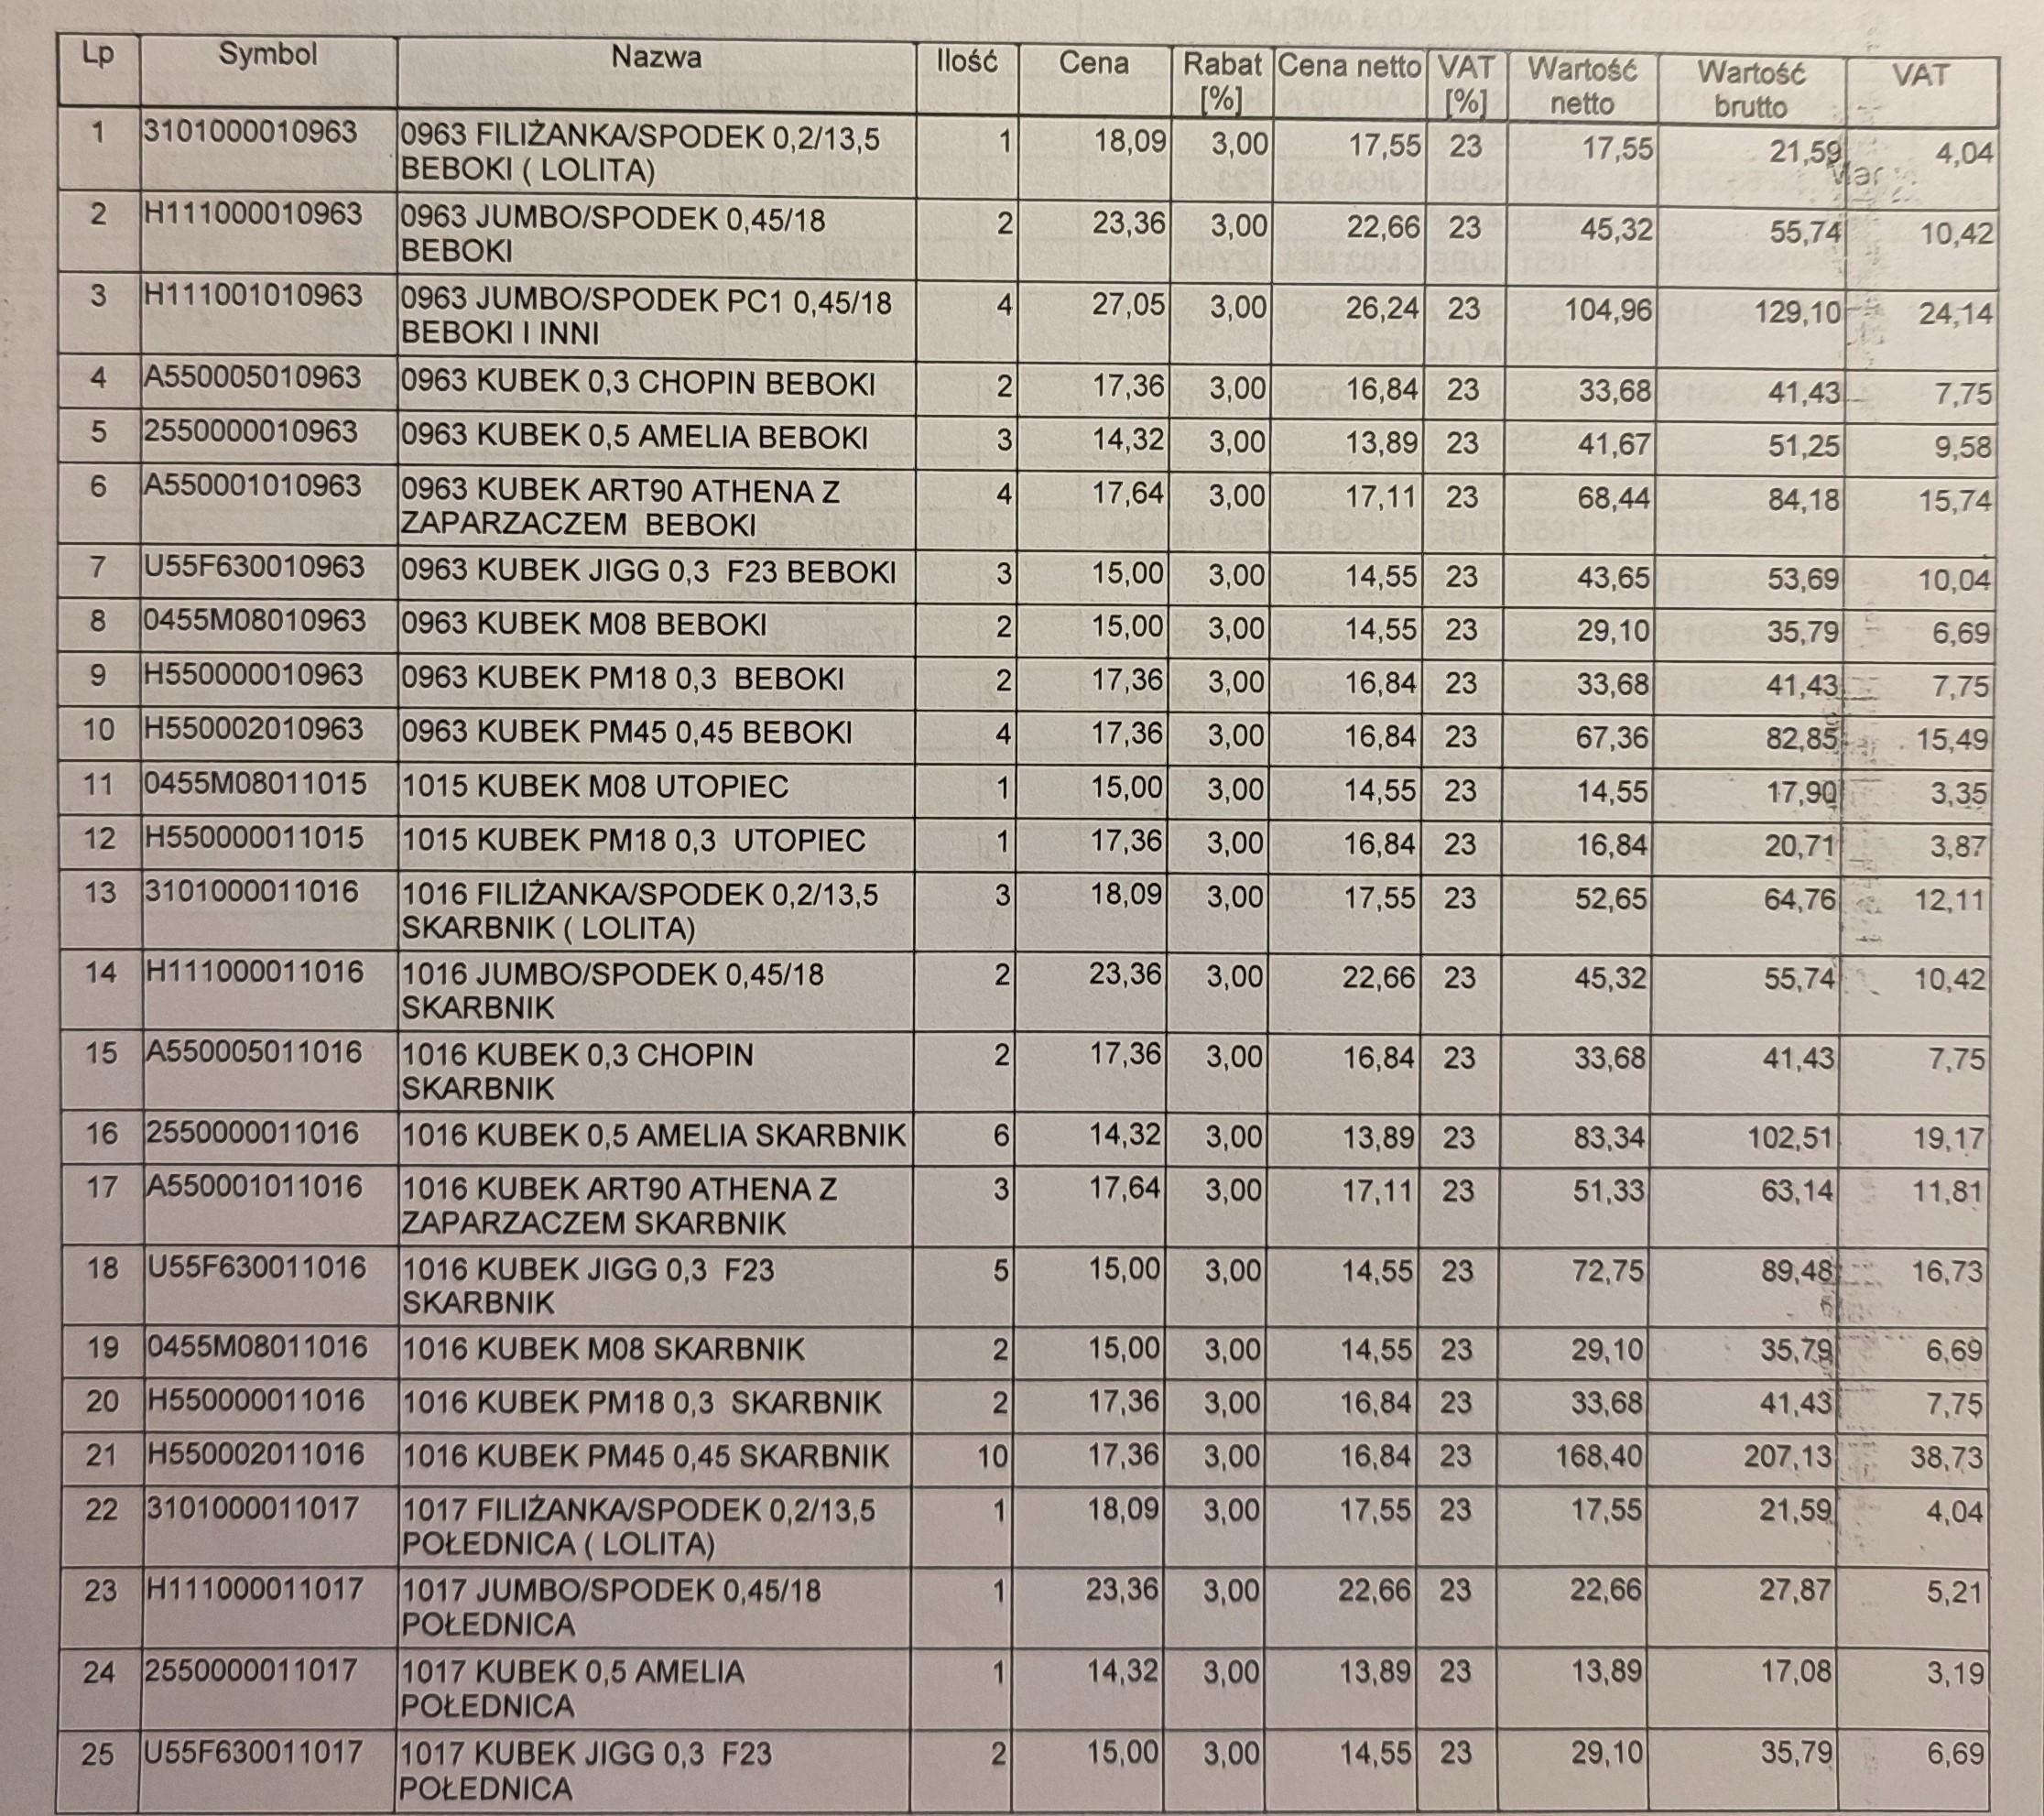 Lp Symbol Nazwa Ilość Cena Rabat [%] Cena netto VAT [%] Wartość netto Wartość brutto VAT
1 3101000010963 0963 FILIŻANKA/SPODEK 0,2/13,5 1 18,09 3,00 17,55 23 17,55 21,59 4,04
BEBOKI ( LOLITA)
2 H111000010963 0963 JUMBO/SPODEK 0,45/18 2 23,36 3,00 22,66 23 45,32 55,74 10,42
BEBOKI
3 H111001010963 0963 JUMBO/SPODEK PC1 0,45/18 4 27,05 3,00 26,24 23 104,96 129,10 24,14
BEBOKI I INNI
4 A550005010963 0963 KUBEK 0,3 CHOPIN BEBOKI 2 17,36 3,00 16,84 23 33,68 41,43 7,75
5 2550000010963 0963 KUBEK 0,5 AMELIA BEBOKI 3 14,32 3,00 13,89 23 41,67 51,25 9,58
6 A550001010963 0963 KUBEK ART90 ATHENA Z 4 17,64 3,00 17,11 23 68,44 84,18 15,74
ZAPARZACZEM BEBOKI
7 U55F630010963 0963 KUBEK JIGG 0,3 F23 BEBOKI 3 15,00 3,00 14,55 23 43,65 53,69 10,04
8 0455M08010963 0963 KUBEK M08 BEBOKI 2 15,00 3,00 14,55 23 29,10 35,79 6,69
9 H550000010963 0963 KUBEK PM18 0,3 BEBOKI 2 17,36 3,00 16,84 23 33,68 41,43 7,75
10 H550002010963 0963 KUBEK PM45 0,45 BEBOKI 4 17,36 3,00 16,84 23 67,36 82,85 15,49
11 0455M08011015 1015 KUBEK M08 UTOPIEC 1 15,00 3,00 14,55 23 14,55 17,90 3,35
12 H550000011015 1015 KUBEK PM18 0,3 UTOPIEC 1 17,36 3,00 16,84 23 16,84 20,71 3,87
13 3101000011016 1016 FILIŻANKA/SPODEK 0,2/13,5 3 18,09 3,00 17,55 23 52,65 64,76 12,11
SKARBNIK ( LOLITA)
14 H111000011016 1016 JUMBO/SPODEK 0,45/18 2 23,36 3,00 22,66 23 45,32 55,74 10,42
SKARBNIK
15 A550005011016 1016 KUBEK 0,3 CHOPIN 2 17,36 3,00 16,84 23 33,68 41,43 7,75
SKARBNIK
16 2550000011016 1016 KUBEK 0,5 AMELIA SKARBNIK 6 14,32 3,00 13,89 23 83,34 102,51 19,17
17 A550001011016 1016 KUBEK ART90 ATHENA Z 3 17,64 3,00 17,11 23 51,33 63,14 11,81
ZAPARZACZEM SKARBNIK
18 U55F630011016 1016 KUBEK JIGG 0,3 F23 5 15,00 3,00 14,55 23 72,75 89,48 16,73
SKARBNIK
19 0455M08011016 1016 KUBEK M08 SKARBNIK 2 15,00 3,00 14,55 23 29,10 35,79 6,69
20 H550000011016 1016 KUBEK PM18 0,3 SKARBNIK 2 17,36 3,00 16,84 23 33,68 41,43 7,75
21 H550002011016 1016 KUBEK PM45 0,45 SKARBNIK 10 17,36 3,00 16,84 23 168,40 207,13 38,73
22 3101000011017 1017 FILIŻANKA/SPODEK 0,2/13,5 1 18,09 3,00 17,55 23 17,55 21,59 4,04
POŁEDNICA ( LOLITA)
23 H111000011017 1017 JUMBO/SPODEK 0,45/18 1 23,36 3,00 22,66 23 22,66 27,87 5,21
POŁEDNICA
24 2550000011017 1017 KUBEK 0,5 AMELIA 1 14,32 3,00 13,89 23 13,89 17,08 3,19
POŁEDNICA
25 U55F630011017 1017 KUBEK JIGG 0,3 F23 2 15,00 3,00 14,55 23 29,10 35,79 6,69
POŁEDNICA